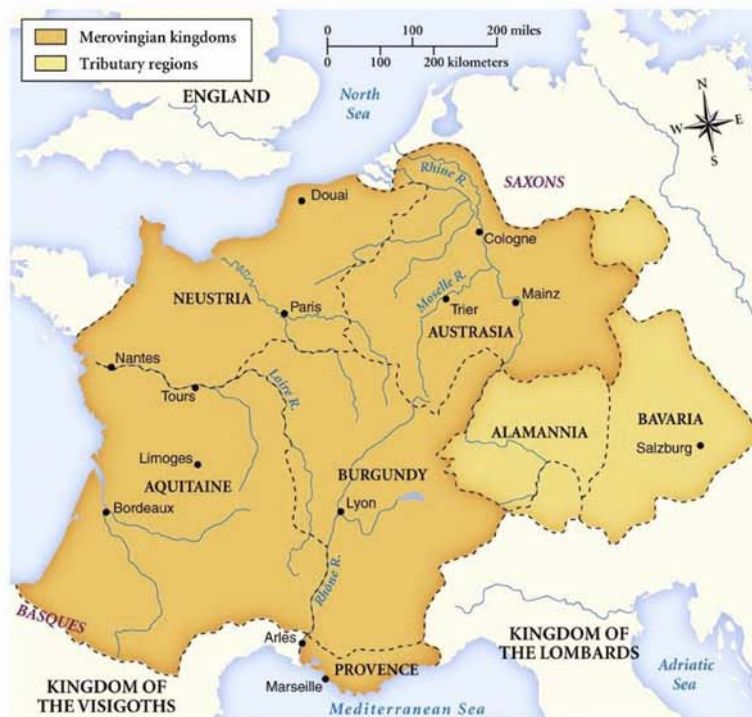 Merovingian kingdoms
Tributary regions
0 100 200 miles
0 100 200 kilometers
N
W E
S
ENGLAND
North
Sea
SAXONS
Rhine R.
Douai
Cologne
NEUSTRIA
Paris
Moselle R.
Trier
Mainz
AUSTRASIA
Nantes
Tours
Loire R.
ALAMANNIA
BAVARIA
Salzburg
Limoges
AQUITAINE
BURGUNDY
Bordeaux
Lyon
Rhône R.
BASQUES
Arles
PROVENCE
Marseille
KINGDOM OF
THE VISIGOTHS
KINGDOM OF
THE LOMBARDS
Adriatic
Sea
Mediterranean Sea